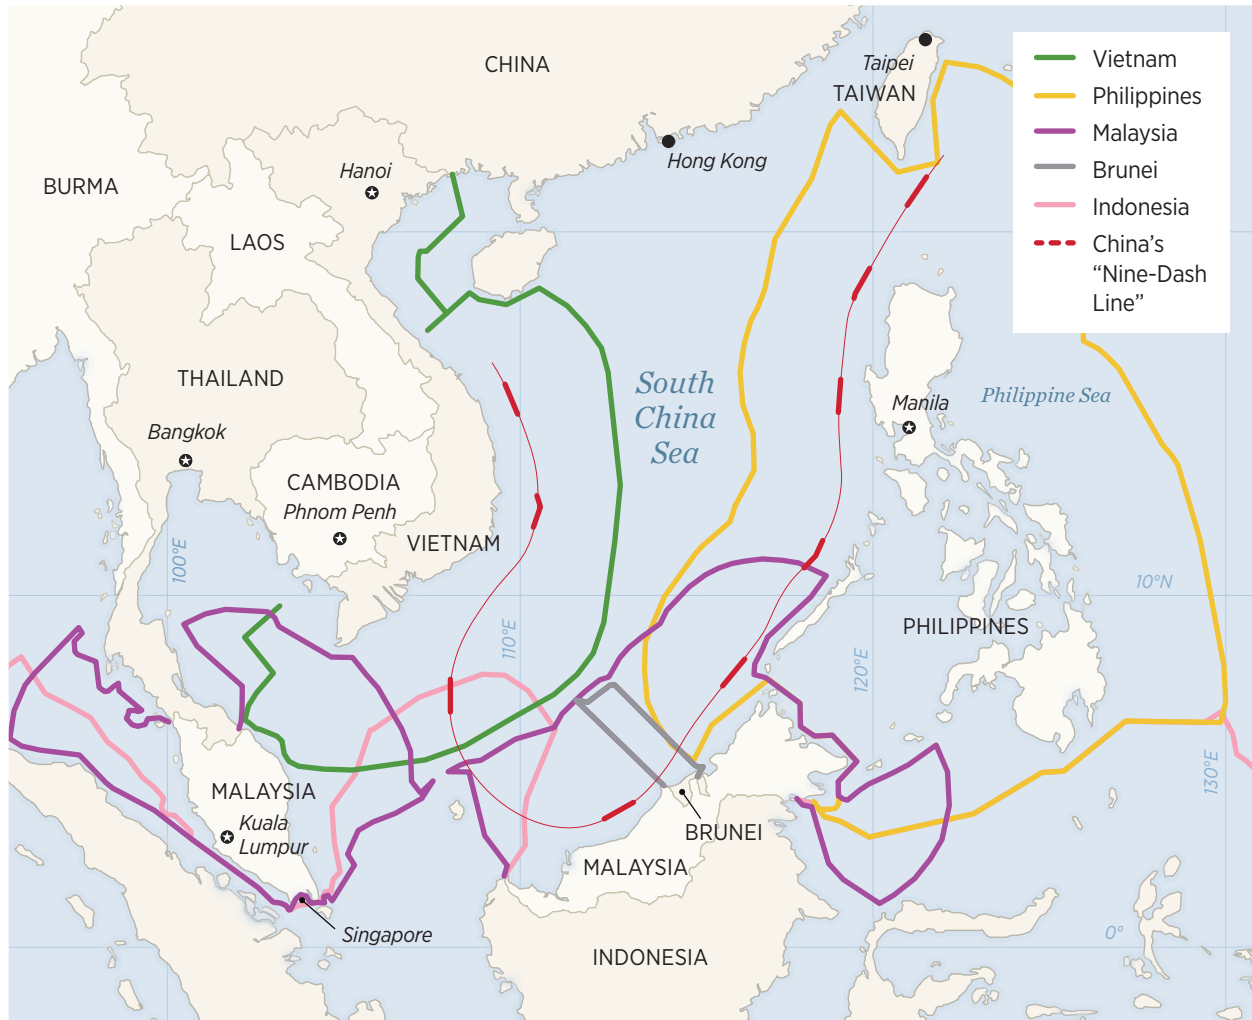 CHINA
Taipei
TAIWAN
Hong Kong
Hanoi
BURMA
LAOS
Vietnam
Philippines
Malaysia
Brunei
Indonesia
China's
"Nine-Dash
Line"
THAILAND
Bangkok
South
China
Sea
Philippine Sea
Manila
CAMBODIA
Phnom Penh
VIETNAM
100°E
110°E
120°E
130°E
10°N
PHILIPPINES
MALAYSIA
Kuala
Lumpur
BRUNEI
MALAYSIA
Singapore
INDONESIA
0°